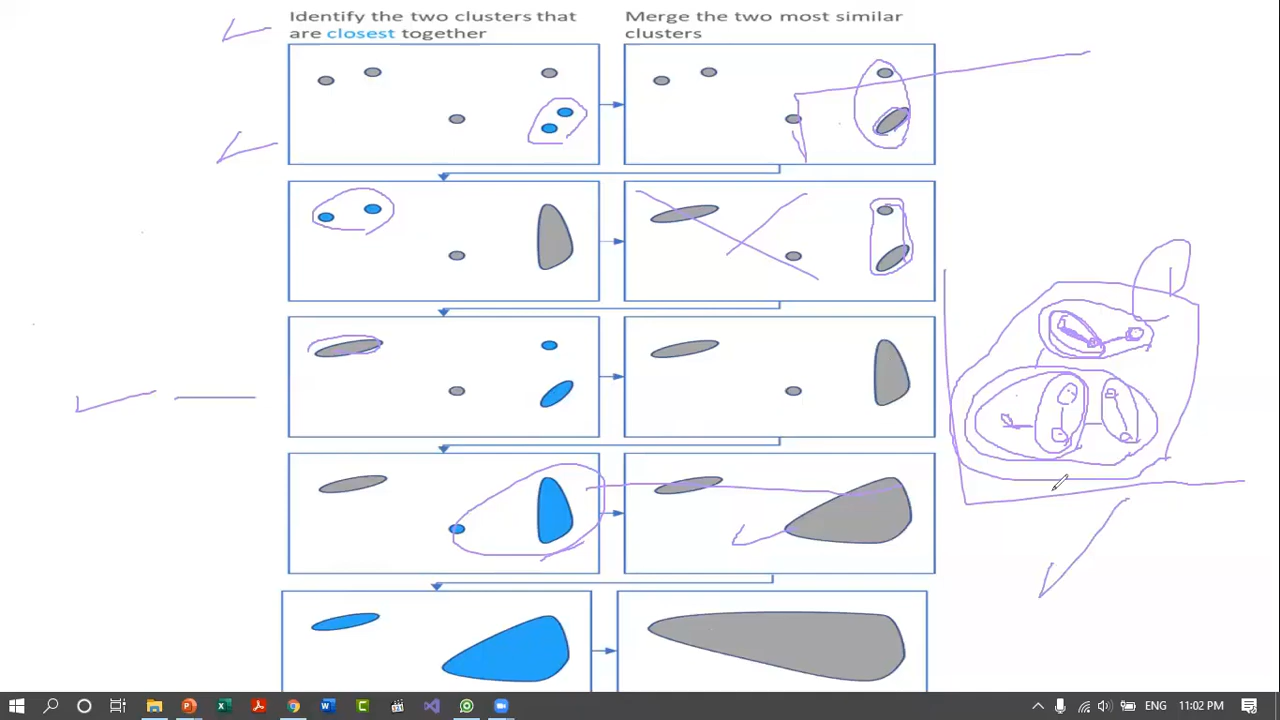 Identify the two clusters that
are closest together
Merge the two most similar
clusters
ENG
11:02 PM